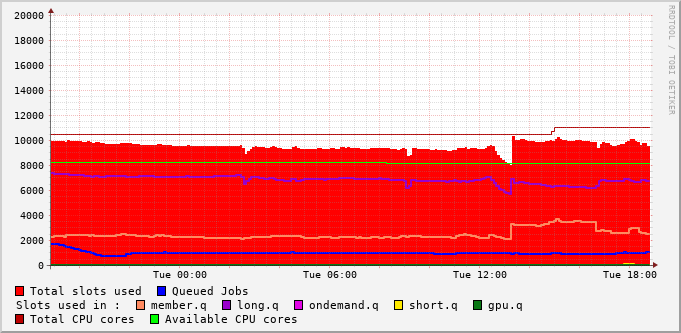 RRDTOOL / TOBI OETIKER
20000
18000
16000
14000
12000
10000
8000
6000
4000
2000
0
Tue 00:00 Tue 06:00 Tue 12:00 Tue 18:00
Total slots used Queued Jobs
Slots used in : member.q long.q ondemand.q short.q gpu.q
Total CPU cores Available CPU cores